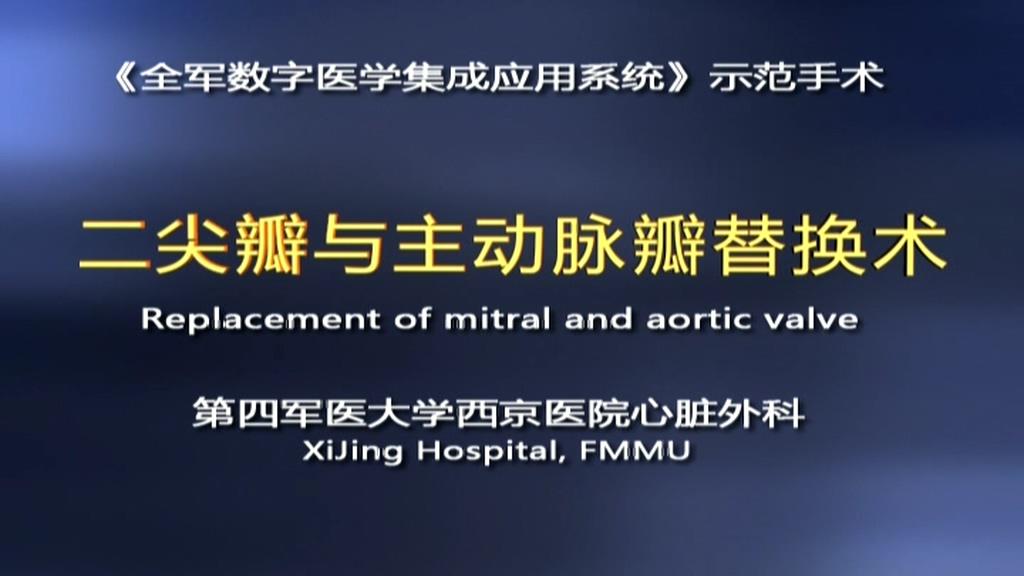 《全军数字医学集成应用系统》示范手术
二尖瓣与主动脉瓣替换术
Replacement of mitral and aortic valve
第四军医大学西京医院心脏外科
XiJing Hospital, FMMU